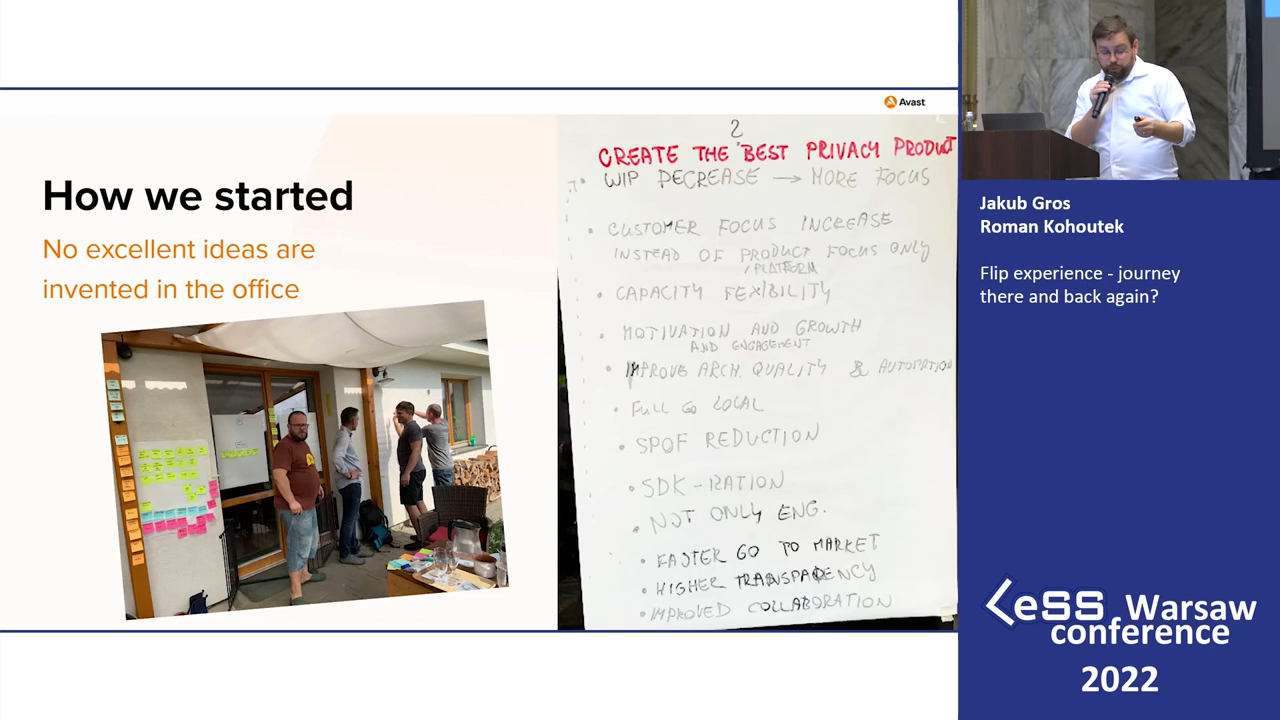 Avast
How we started
No excellent ideas are
invented in the office
2
CREATE THE BEST PRIVACY PRODUCT
WIP DECREASE → MORE FOCUS
• CUSTOMER FOCUS INCREASE
INSTEAD OF PRODUCT FOCUS ONLY
/ PLATFORM
• CAPACITY FEXIBILITY
• MOTIVATION AND GROWTH
AND ENGAGEMENT
• IMPROVE ARCH. QUALITY & AUTOMATION
• FULL GO LOCAL
• SPOF REDUCTION
• SDK-IZATION
• NOT ONLY ENG.
• FASTER GO TO MARKET
• HIGHER TRANSPARENCY
• IMPROVED COLLABORATION
Jakub Gros
Roman Kohoutek
Flip experience - journey
there and back again?
LeSS Warsaw
conference
2022